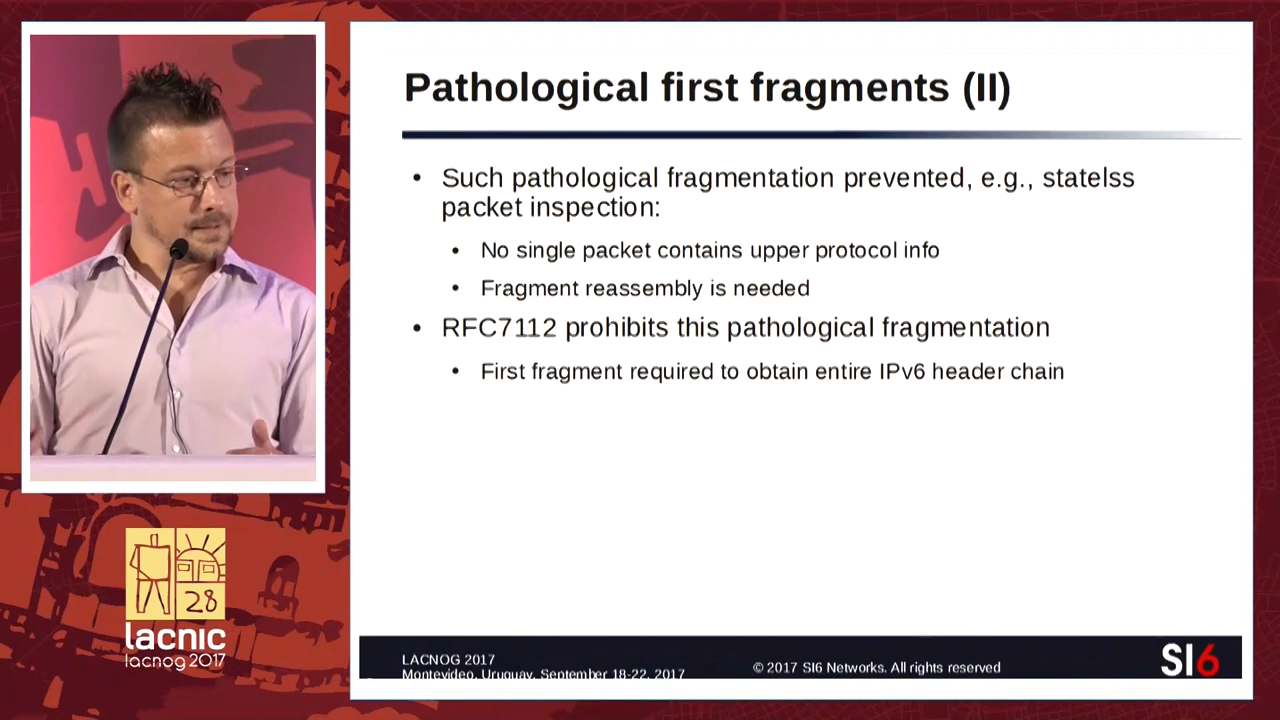 Pathological first fragments (II)
• Such pathological fragmentation prevented, e.g., statelss
packet inspection:
• No single packet contains upper protocol info
• Fragment reassembly is needed
• RFC7112 prohibits this pathological fragmentation
• First fragment required to obtain entire IPv6 header chain
28
lacnic
lacnog 2017
LACNOG 2017
Montevideo, Uruguay, September 18-22, 2017
© 2017 SI6 Networks. All rights reserved
SI6